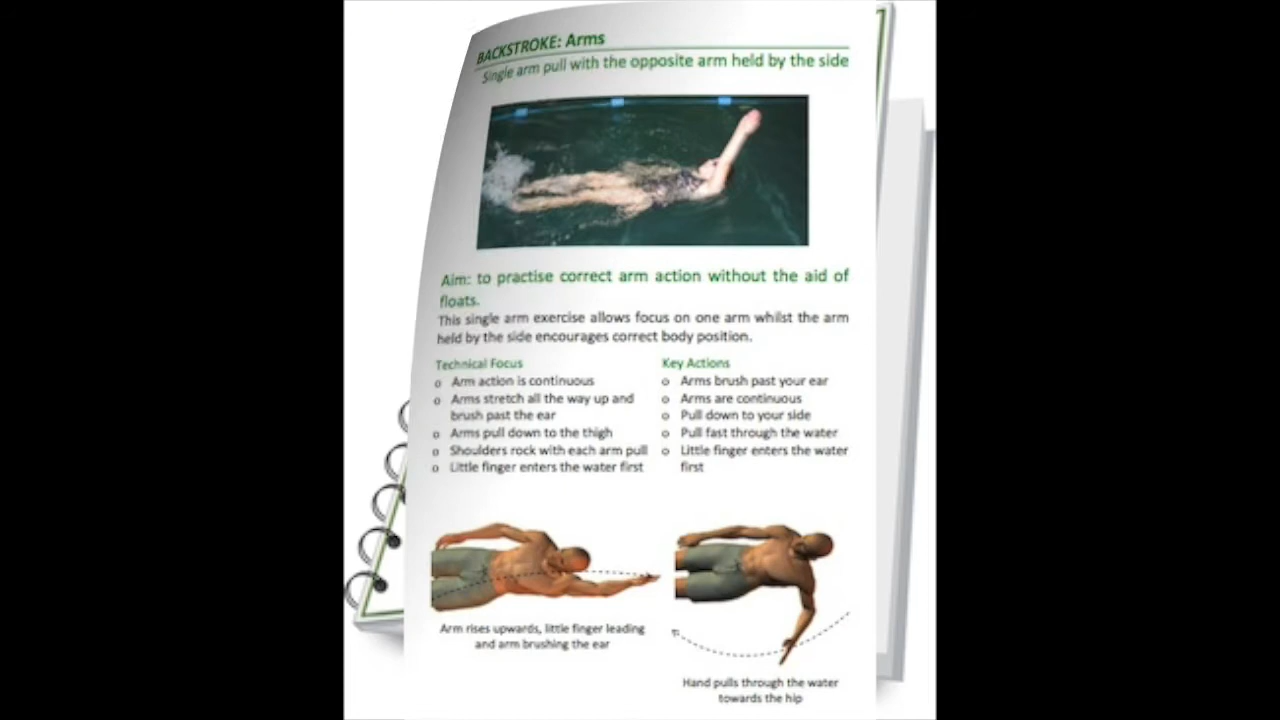 BACKSTROKE: Arms
Single arm pull with the opposite arm held by the side
Aim: to practise correct arm action without the aid of
floats.
This single arm exercise allows focus on one arm whilst the arm
held by the side encourages correct body position.
Technical Focus
o Arm action is continuous
o Arms stretch all the way up and
brush past the ear
o Arms pull down to the thigh
o Shoulders rock with each arm pull
o Little finger enters the water first
Key Actions
o Arms brush past your ear
o Arms are continuous
o Pull down to your side
o Pull fast through the water
o Little finger enters the water
first
Arm rises upwards, little finger leading
and arm brushing the ear
Hand pulls through the water
towards the hip